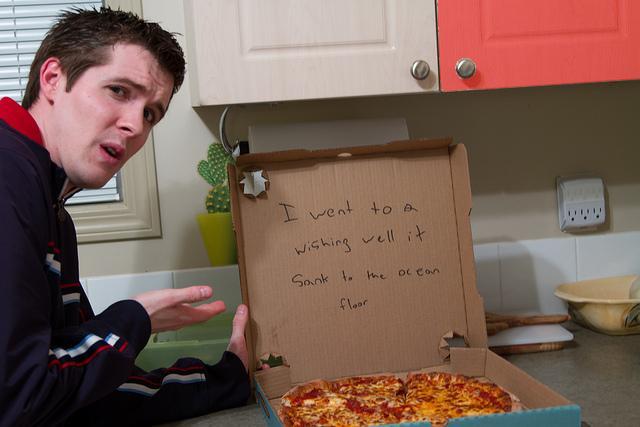 I went to a
wishing well it
Sank to the ocean
floor